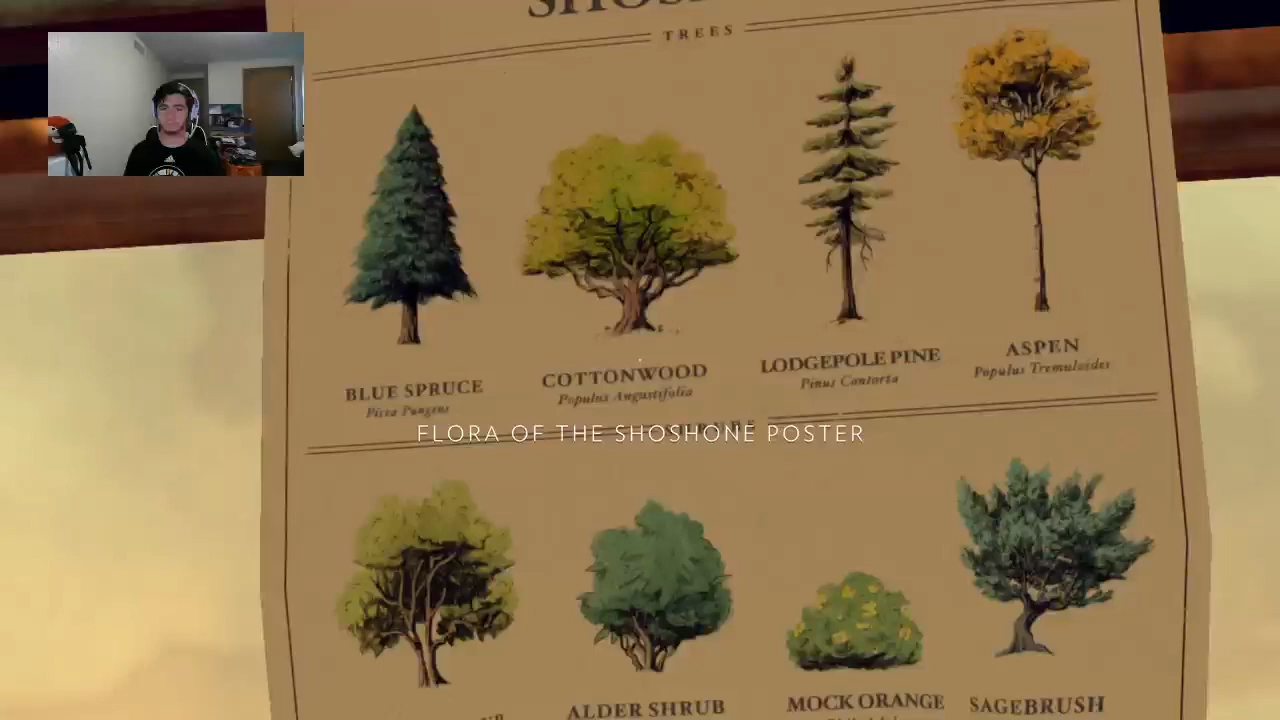 TREES
BLUE SPRUCE
Picea Pungens
COTTONWOOD
Populus Angustifolia
LODGEPOLE PINE
Pinus Contorta
ASPEN
Populus Tremuloides
FLORA OF THE SHOSHONE POSTER
ALDER SHRUB
MOCK ORANGE
SAGEBRUSH